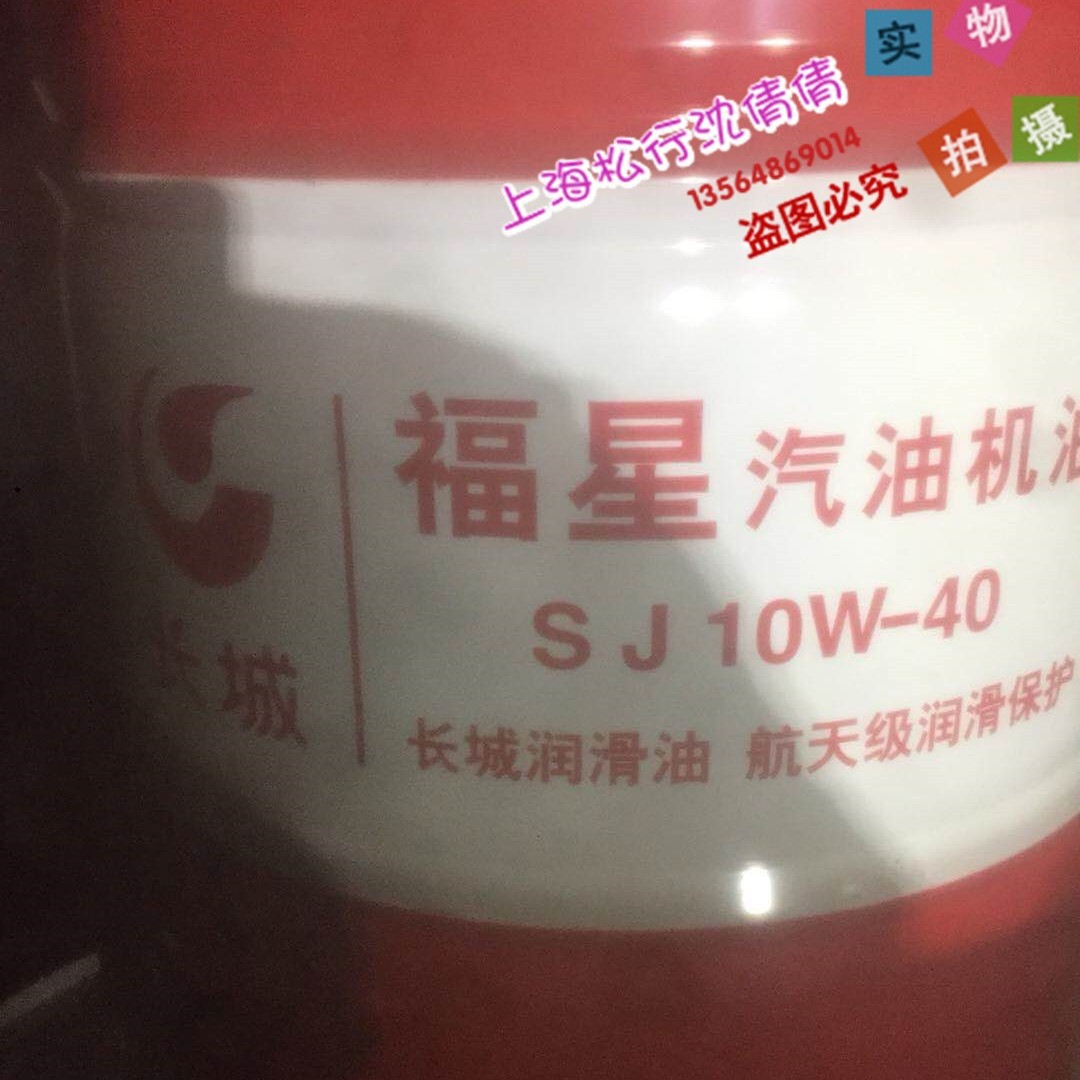 实物
拍摄
上海松行沈倩倩
13564869014
盗图必究
福星 汽油机油
SJ 10W-40
长城
长城润滑油 航天级润滑保护